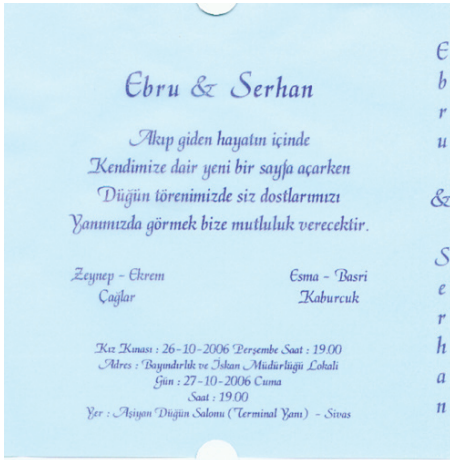 Ebru & Serhan
Akıp giden hayatın içinde
Kendimize dair yeni bir sayfa açarken
Düğün törenimizde siz dostlarımızı
Yanımızda görmek bize mutluluk verecektir.
Zeynep - Ekrem
Çağlar
Esma - Basri
Kaburcuk
Kız Kınası : 26-10-2006 Perşembe Saat : 19.00
Adres : Bayındırlık ve İskan Müdürlüğü Lokali
Gün : 27-10-2006 Cuma
Saat : 19.00
Yer : Aşiyan Düğün Salonu (Terminal Yanı) - Sivas
Ebru & Serhan